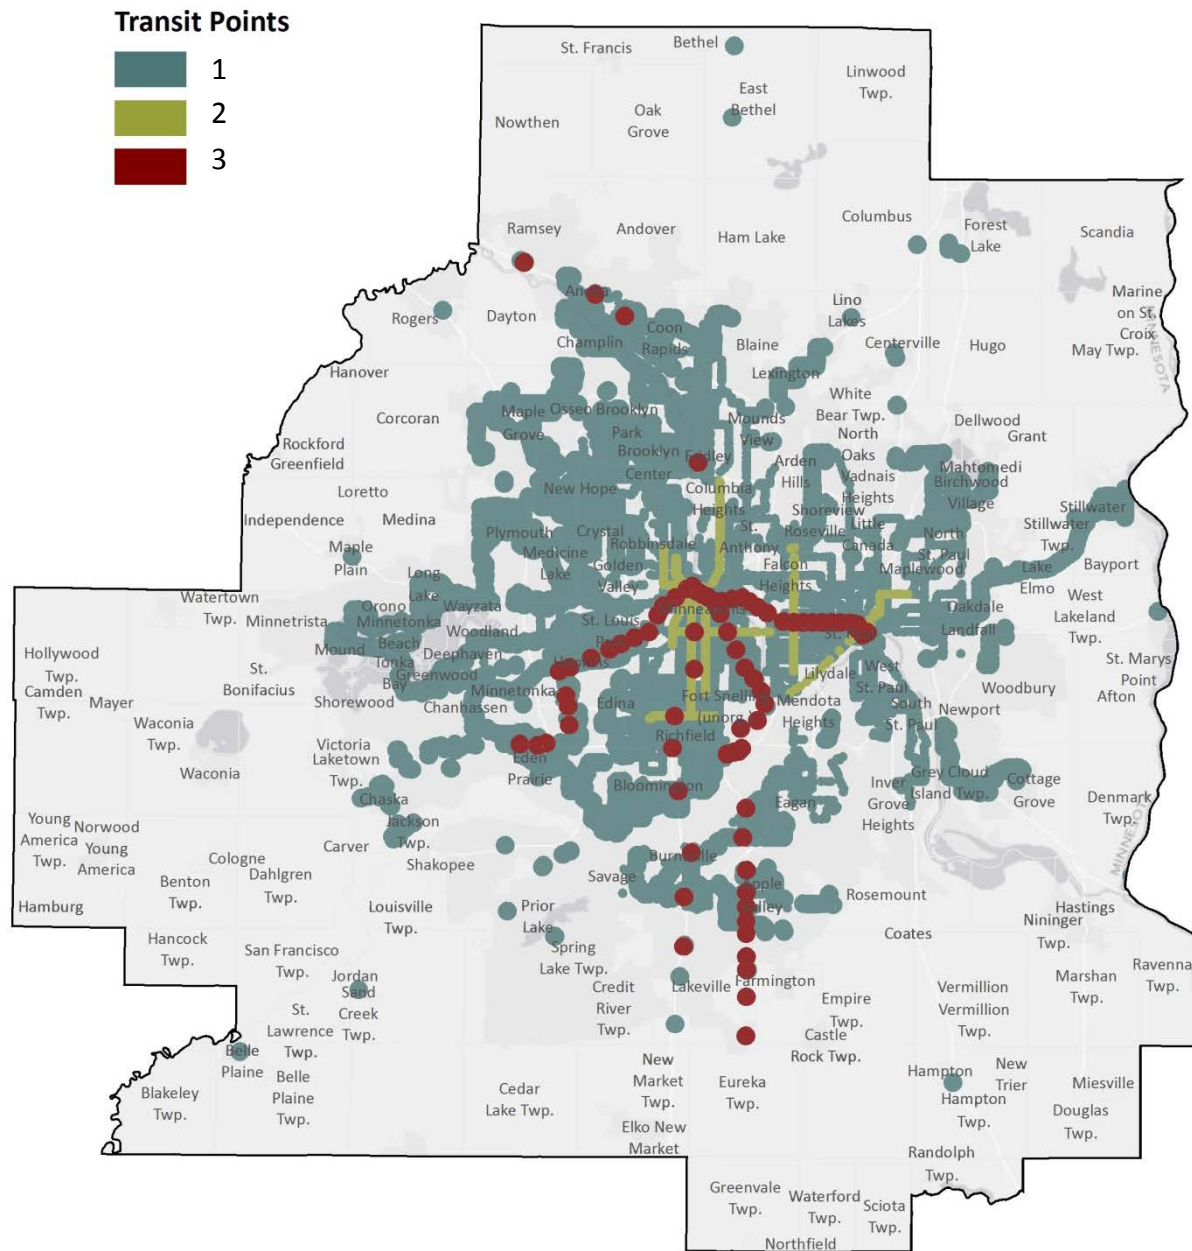 Transit Points
1
2
3
St. Francis
Bethel
Linwood
Twp.
East
Bethel
Oak
Grove
Nowthen
Columbus
Forest
Lake
Scandia
Ramsey
Andover
Ham Lake
Marine
on St.
Croix
May Twp.
MINNESOTA
Anoka
Rogers
Dayton
Champlin
Coon
Rapids
Blaine
Lino
Lakes
Centerville
Hugo
Hanover
Lexington
Corcoran
Maple
Grove
Osseo
Brooklyn
Park
Mounds
View
White
Bear Twp.
Dellwood
Grant
Rockford
Greenfield
Brooklyn
Center
Fridley
Arden
Hills
North
Oaks
Vadnais
Heights
Mahtomedi
Birchwood
Village
Loretto
Independence
Medina
New Hope
Columbia
Heights
Shoreview
Stillwater
Stillwater
Twp.
Plymouth
Crystal
Robbinsdale
St.
Anthony
Roseville
Little
Canada
North
St. Paul
Maplewood
Maple
Plain
Medicine
Lake
Golden
Valley
Falcon
Heights
Lake
Elmo
Bayport
Long
Lake
Watertown
Twp.
Minnetrista
Orono
Minnetonka
Beach
Wayzata
Woodland
Minneapolis
Oakdale
Landfall
West
Lakeland
Twp.
Mound
Tonka
Bay
Deephaven
Greenwood
St. Louis
Hopkins
Hollywood
Twp.
Camden
Twp.
St.
Bonifacius
Lilydale
West
St. Paul
St. Marys
Point
Afton
Mayer
Shorewood
Minnetonka
Chanhassen
Edina
Fort Snelling
(unorg.)
Mendota
Heights
South
St. Paul
Newport
Woodbury
Waconia
Twp.
Waconia
Victoria
Laketown
Twp.
Eden
Prairie
Richfield
Bloomington
Eagan
Inver
Grove
Heights
Grey Cloud
Island Twp.
Cottage
Grove
Denmark
Twp.
MINNESOTA
Young
America
Twp.
Norwood
Young
America
Chaska
Jackson
Twp.
Carver
Shakopee
Cologne
Dahlgren
Twp.
Benton
Twp.
Savage
Burnsville
Apple
Valley
Rosemount
Hamburg
Louisville
Twp.
Prior
Lake
Hastings
Nininger
Twp.
Hancock
Twp.
San Francisco
Twp.
Spring
Lake Twp.
Coates
Ravenna
Twp.
Jordan
Sand
Creek
Twp.
Credit
River
Twp.
Lakeville
Farmington
Marshan
Twp.
Vermillion
Vermillion
Twp.
St.
Lawrence
Twp.
Empire
Twp.
Castle
Rock Twp.
Belle
Plaine
Belle
Plaine
Twp.
Blakeley
Twp.
Cedar
Lake Twp.
New
Market
Twp.
Eureka
Twp.
Hampton
Hampton
Twp.
New
Trier
Miesville
Douglas
Twp.
Elko New
Market
Randolph
Twp.
Greenvale
Twp.
Waterford
Twp.
Sciota
Twp.
Northfield